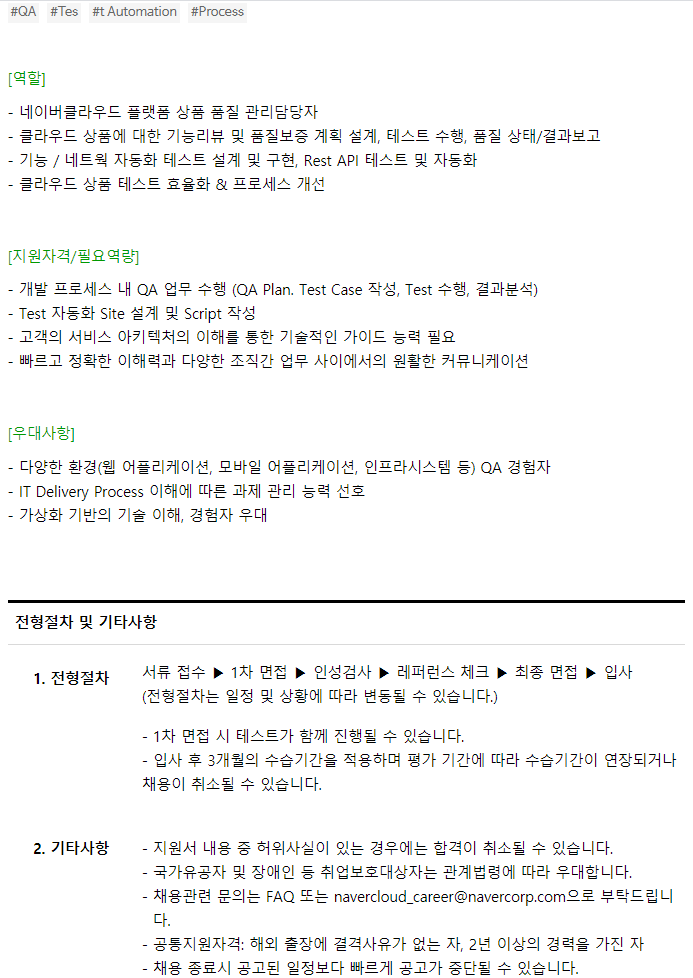 #QA #Tes #t Automation #Process
[역할]
- 네이버클라우드 플랫폼 상품 품질 관리담당자
- 클라우드 상품에 대한 기능리뷰 및 품질보증 계획 설계, 테스트 수행, 품질 상태/결과보고
- 기능 / 네트웍 자동화 테스트 설계 및 구현, Rest API 테스트 및 자동화
- 클라우드 상품 테스트 효율화 & 프로세스 개선
[지원자격/필요역량]
- 개발 프로세스 내 QA 업무 수행 (QA Plan. Test Case 작성, Test 수행, 결과분석)
- Test 자동화 Site 설계 및 Script 작성
- 고객의 서비스 아키텍처의 이해를 통한 기술적인 가이드 능력 필요
- 빠르고 정확한 이해력과 다양한 조직간 업무 사이에서의 원활한 커뮤니케이션
[우대사항]
- 다양한 환경(웹 어플리케이션, 모바일 어플리케이션, 인프라시스템 등) QA 경험자
- IT Delivery Process 이해에 따른 과제 관리 능력 선호
- 가상화 기반의 기술 이해, 경험자 우대
전형절차 및 기타사항
1. 전형절차 서류 접수 ▶ 1차 면접 ▶ 인성검사 ▶ 레퍼런스 체크 ▶ 최종 면접 ▶ 입사
(전형절차는 일정 및 상황에 따라 변동될 수 있습니다.)
- 1차 면접 시 테스트가 함께 진행될 수 있습니다.
- 입사 후 3개월의 수습기간을 적용하며 평가 기간에 따라 수습기간이 연장되거나
채용이 취소될 수 있습니다.
2. 기타사항 - 지원서 내용 중 허위사실이 있는 경우에는 합격이 취소될 수 있습니다.
- 국가유공자 및 장애인 등 취업보호대상자는 관계법령에 따라 우대합니다.
- 채용관련 문의는 FAQ 또는 navercloud_career@navercorp.com으로 부탁드립니
다.
- 공통지원자격: 해외 출장에 결격사유가 없는 자, 2년 이상의 경력을 가진 자
- 채용 종료시 공고된 일정보다 빠르게 공고가 중단될 수 있습니다.